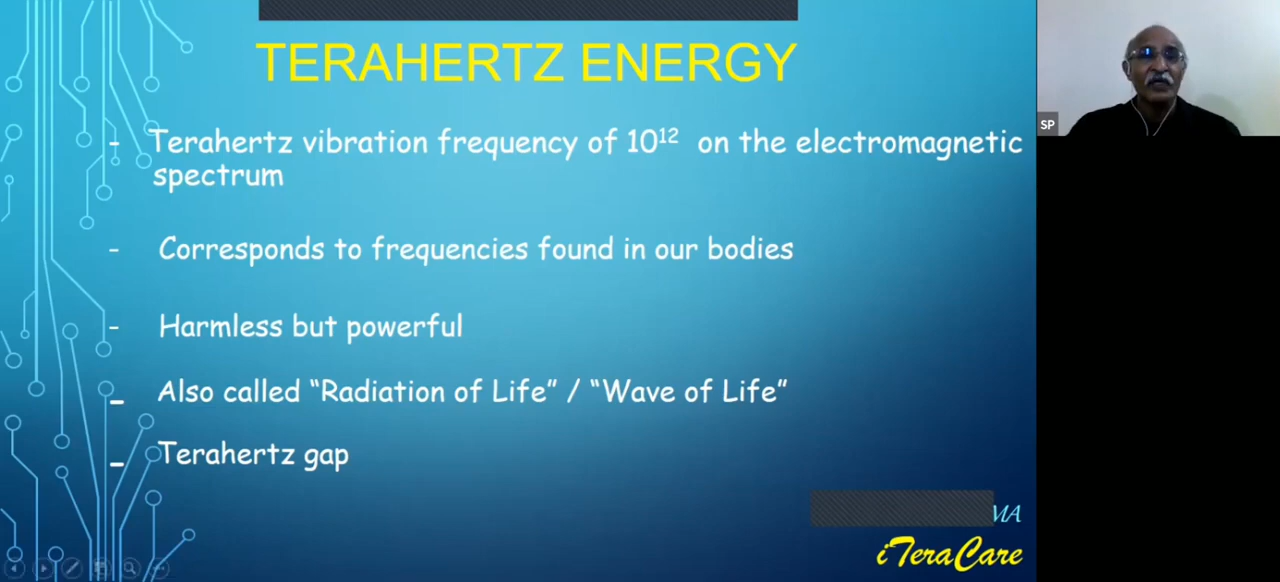 TERAHERTZ ENERGY
- Terahertz vibration frequency of 10¹² on the electromagnetic
spectrum
- Corresponds to frequencies found in our bodies
- Harmless but powerful
- Also called “Radiation of Life” / “Wave of Life”
- Terahertz gap
MA
iTeraCare
SP